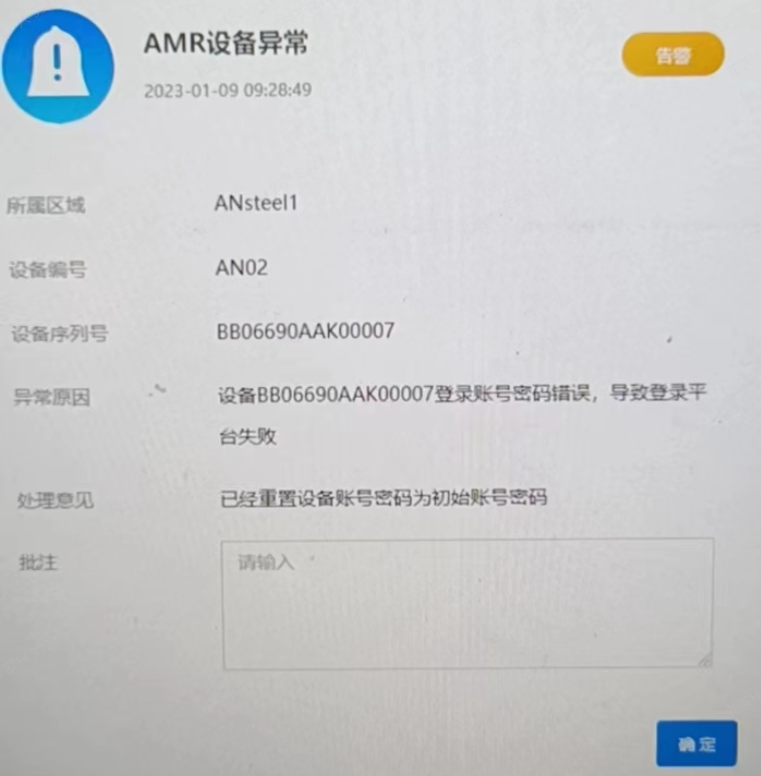 AMR设备异常
告警
2023-01-09 09:28:49
所属区域 ANsteel1
设备编号 AN02
设备序列号 BB06690AAK00007
异常原因 设备BB06690AAK00007登录账号密码错误，导致登录平
台失败
处理意见 已经重置设备账号密码为初始账号密码
批注 请输入
确定